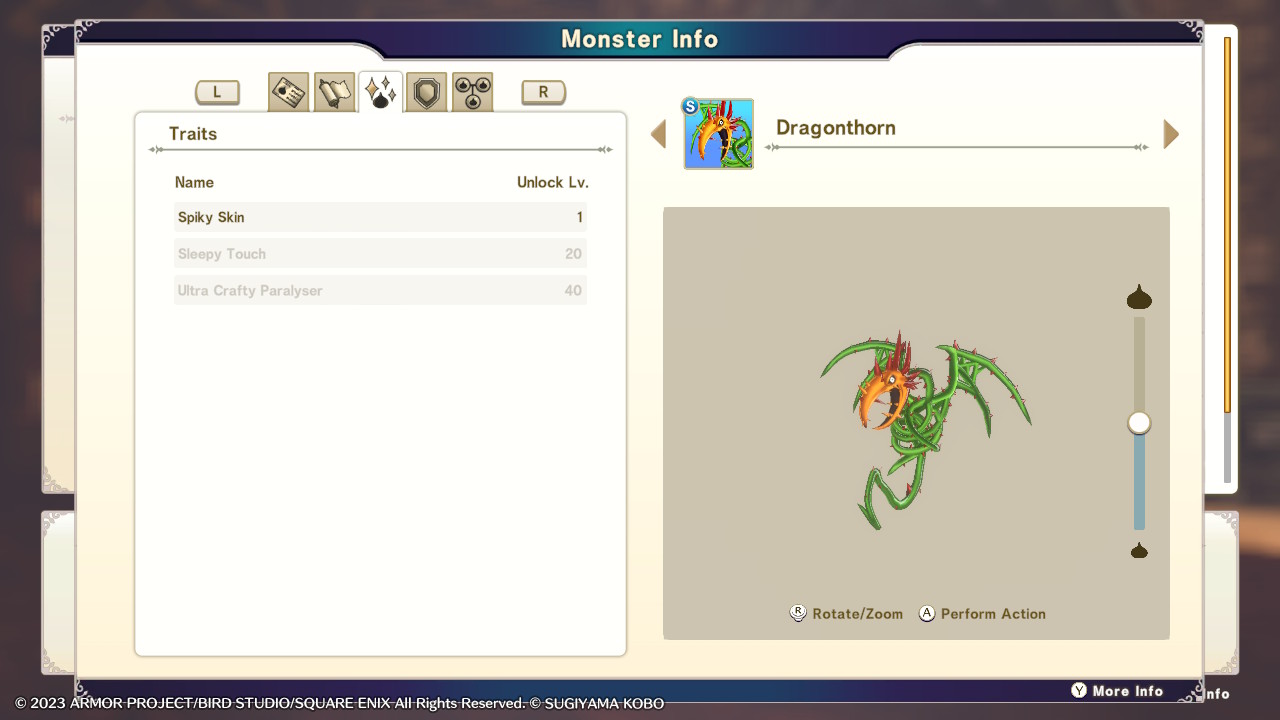 Monster Info
L
R
Traits
Name Unlock Lv.
Spiky Skin 1
Sleepy Touch 20
Ultra Crafty Paralyser 40
S
Dragonthorn
R Rotate/Zoom A Perform Action
Y More Info
nfo
© 2023 ARMOR PROJECT/BIRD STUDIO/SQUARE ENIX All Rights Reserved. © SUGIYAMA KOBO